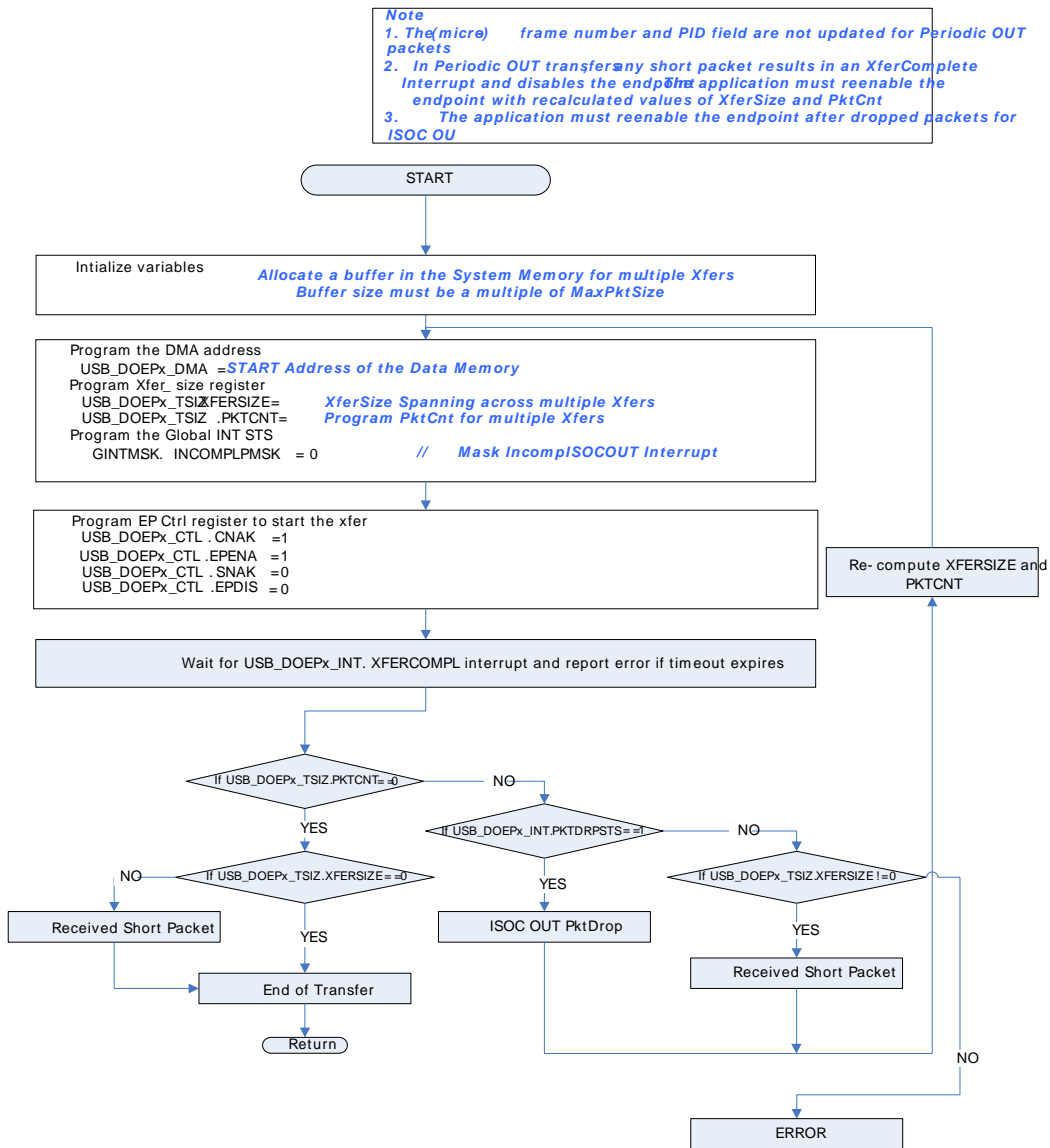 Note
1. The(micro) frame number and PID field are not updated for Periodic OUT
packets
2. In Periodic OUT transfers, any short packet results in an XferComplete
Interrupt and disables the endpoint. The application must reenable the
endpoint with recalculated values of XferSize and PktCnt
3. The application must reenable the endpoint after dropped packets for
ISOC OU
START
Intialize variables
Allocate a buffer in the System Memory for multiple Xfers
Buffer size must be a multiple of MaxPktSize
Program the DMA address
USB_DOEPx_DMA =START Address of the Data Memory
Program Xfer_ size register
USB_DOEPx_TSIZ.XFERSIZE= XferSize Spanning across multiple Xfers
USB_DOEPx_TSIZ .PKTCNT= Program PktCnt for multiple Xfers
Program the Global INT STS
GINTMSK. INCOMPLPMSK = 0 // Mask IncompISOCOUT Interrupt
Program EP Ctrl register to start the xfer
USB_DOEPx_CTL .CNAK =1
USB_DOEPx_CTL .EPENA =1
USB_DOEPx_CTL . SNAK =0
USB_DOEPx_CTL .EPDIS =0
Re- compute XFERSIZE and
PKTCNT
Wait for USB_DOEPx_INT. XFERCOMPL interrupt and report error if timeout expires
If USB_DOEPx_TSIZ.PKTCNT==0
NO
YES
If USB_DOEPx_INT.PKTDRPSTS==1
NO
If USB_DOEPx_TSIZ.XFERSIZE==0
NO
YES
If USB_DOEPx_TSIZ.XFERSIZE !=0
YES
Received Short Packet
ISOC OUT PktDrop
YES
Received Short Packet
End of Transfer
Return
NO
ERROR